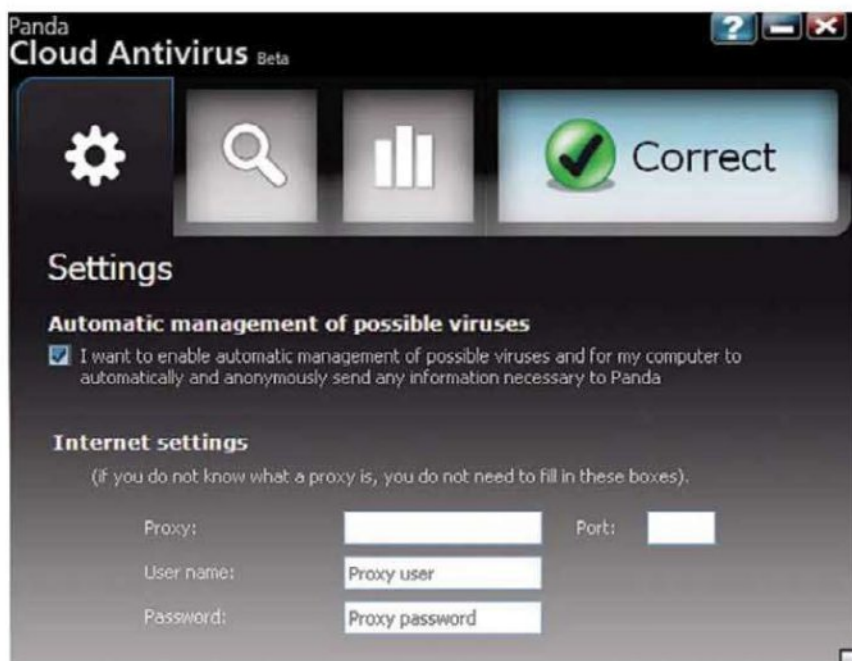 Panda
Cloud Antivirus Beta
?
Correct
Settings
Automatic management of possible viruses
I want to enable automatic management of possible viruses and for my computer to
automatically and anonymously send any information necessary to Panda
Internet settings
(if you do not know what a proxy is, you do not need to fill in these boxes).
Proxy: Port:
User name: Proxy user
Password: Proxy password